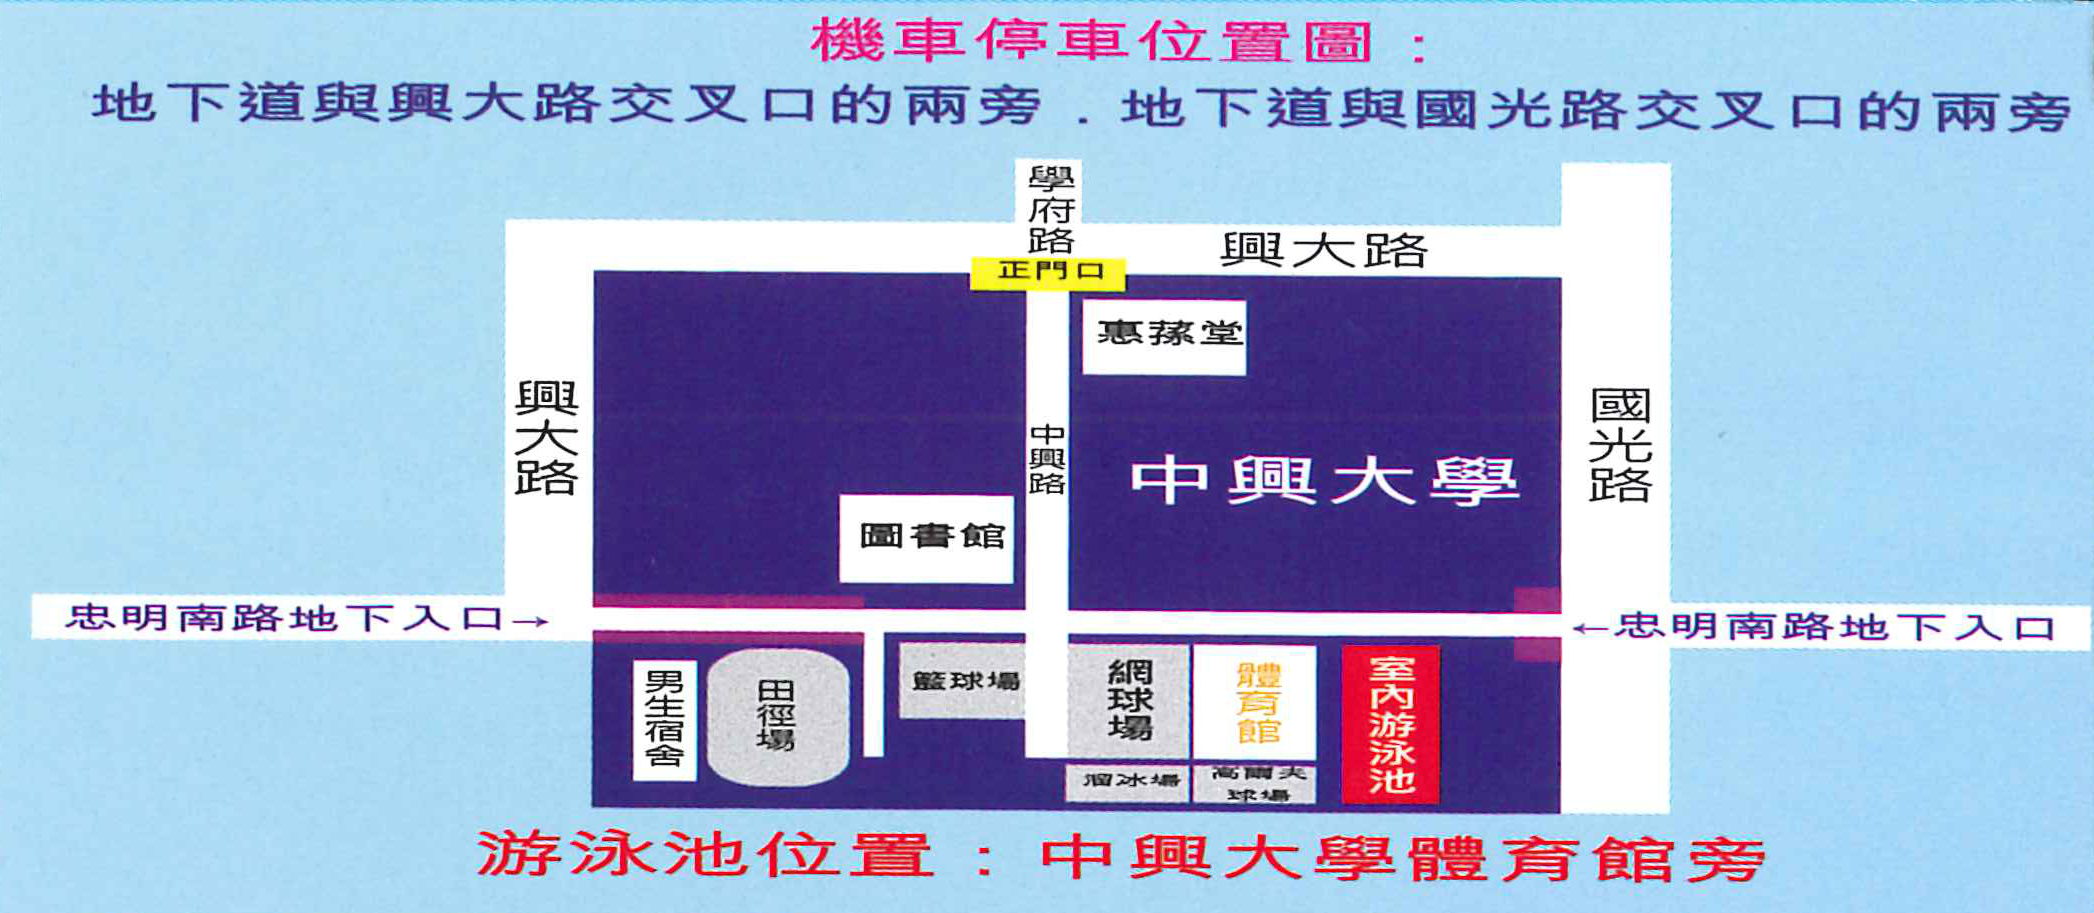 機車停車位置圖：
地下道與興大路交叉口的兩旁．地下道與國光路交叉口的兩旁
學府路
興大路
正門口
惠蓀堂
興大路
中興路
中興大學
國光路
圖書館
忠明南路地下入口→
←忠明南路地下入口
男生宿舍
田徑場
籃球場
網球場
體育館
室內游泳池
溜冰場
高爾夫
球場
游泳池位置：中興大學體育館旁